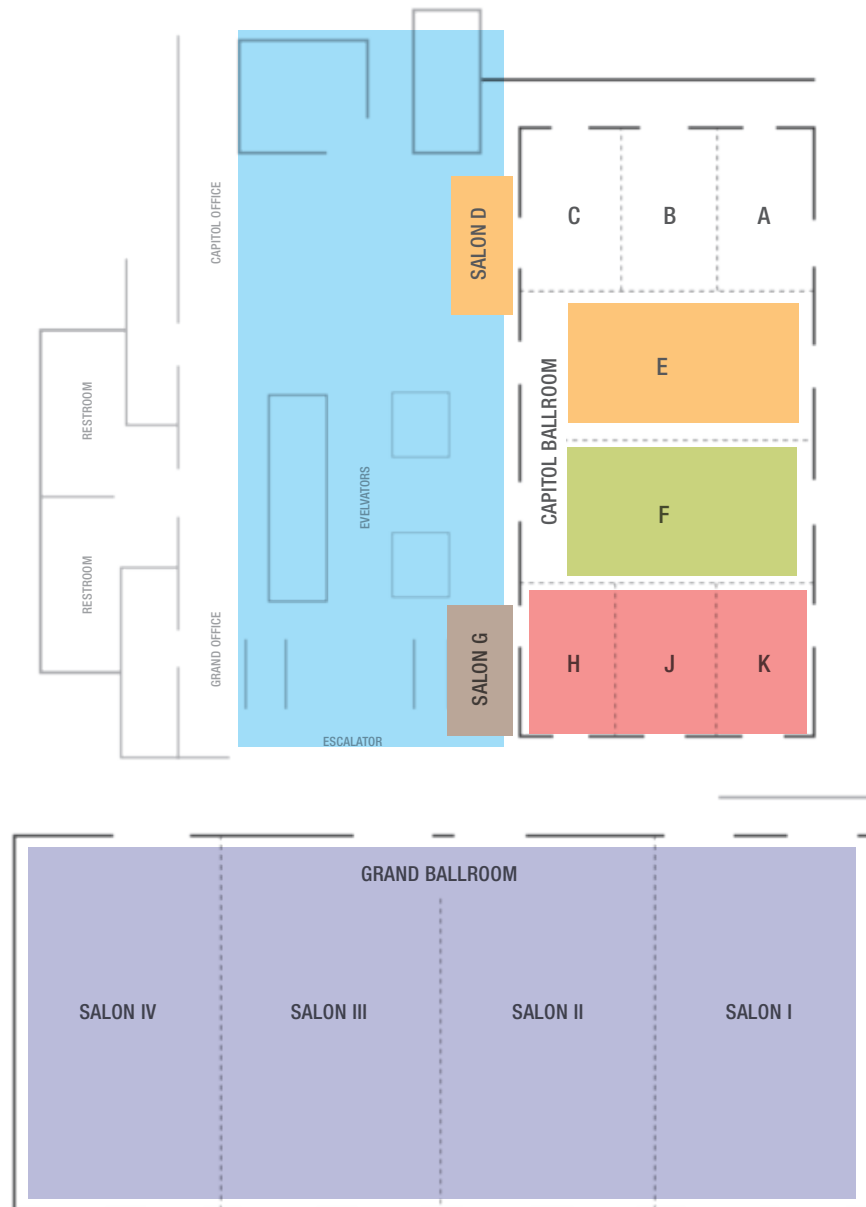 CAPITOL OFFICE
SALON D
C
B
A
E
RESTROOM
CAPITOL BALLROOM
EVELVATORS
F
RESTROOM
GRAND OFFICE
SALON G
H
J
K
ESCALATOR
GRAND BALLROOM
SALON IV
SALON III
SALON II
SALON I